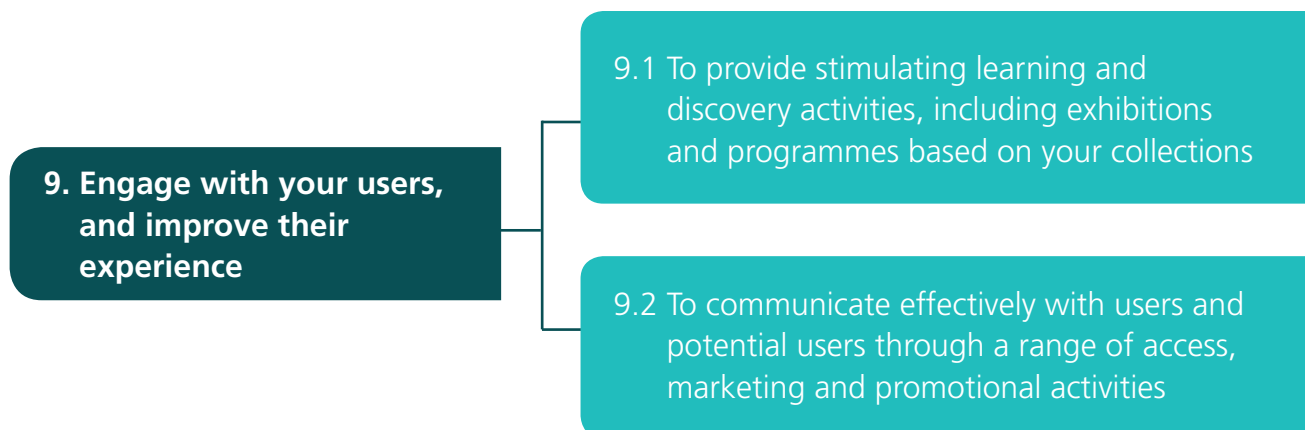 9. Engage with your users,
and improve their
experience
9.1 To provide stimulating learning and
discovery activities, including exhibitions
and programmes based on your collections
9.2 To communicate effectively with users and
potential users through a range of access,
marketing and promotional activities